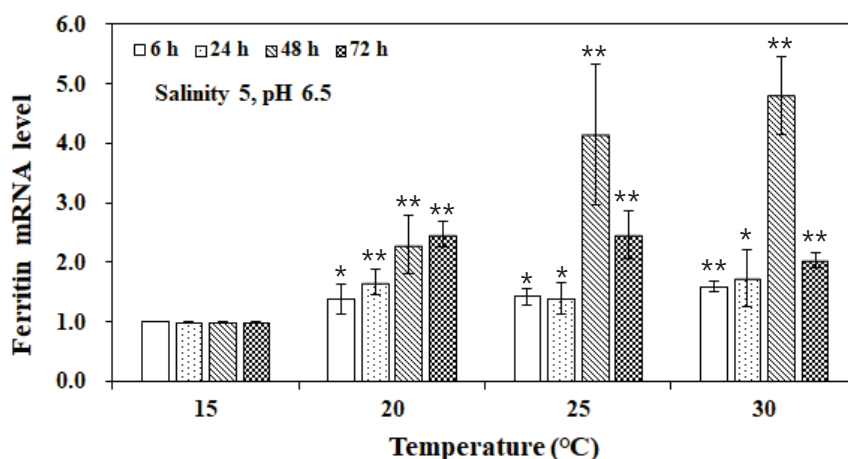 6.0
6 h 24 h 48 h 72 h
** **
5.0
Salinity 5, pH 6.5
4.0
Ferritin mRNA level
3.0
** ** **
2.0
* ** * * ** * **
1.0
0.0
15 20 25 30
Temperature (°C)